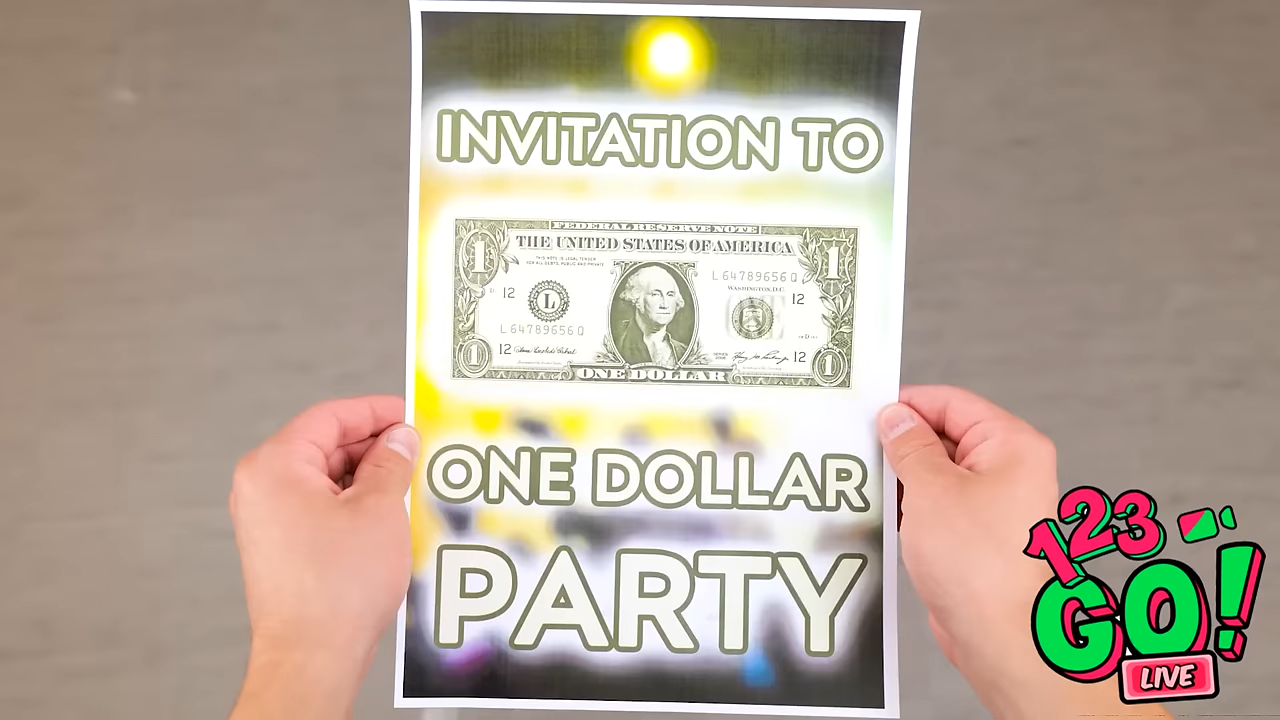 INVITATION TO
FEDERAL RESERVE NOTE
THE UNITED STATES OF AMERICA
THIS NOTE IS LEGAL TENDER
FOR ALL DEBTS, PUBLIC AND PRIVATE
L 64789656 Q
WASHINGTON, D.C.
1
1
12
L
12
L 64789656 Q
12
12
1
1
ONE DOLLAR
ONE DOLLAR
PARTY
123
GO!
LIVE